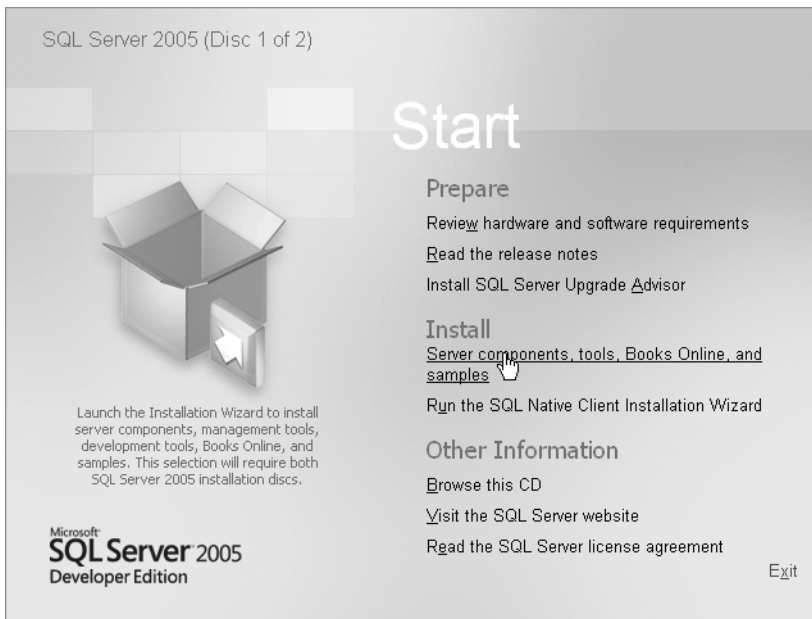 SQL Server 2005 (Disc 1 of 2)
Start
Prepare
Review hardware and software requirements
Read the release notes
Install SQL Server Upgrade Advisor
Install
Server components, tools, Books Online, and
samples
Run the SQL Native Client Installation Wizard
Other Information
Browse this CD
Visit the SQL Server website
Read the SQL Server license agreement
Exit
Launch the Installation Wizard to install
server components, management tools,
development tools, Books Online, and
samples. This selection will require both
SQL Server 2005 installation discs.
Microsoft
SQL Server 2005
Developer Edition